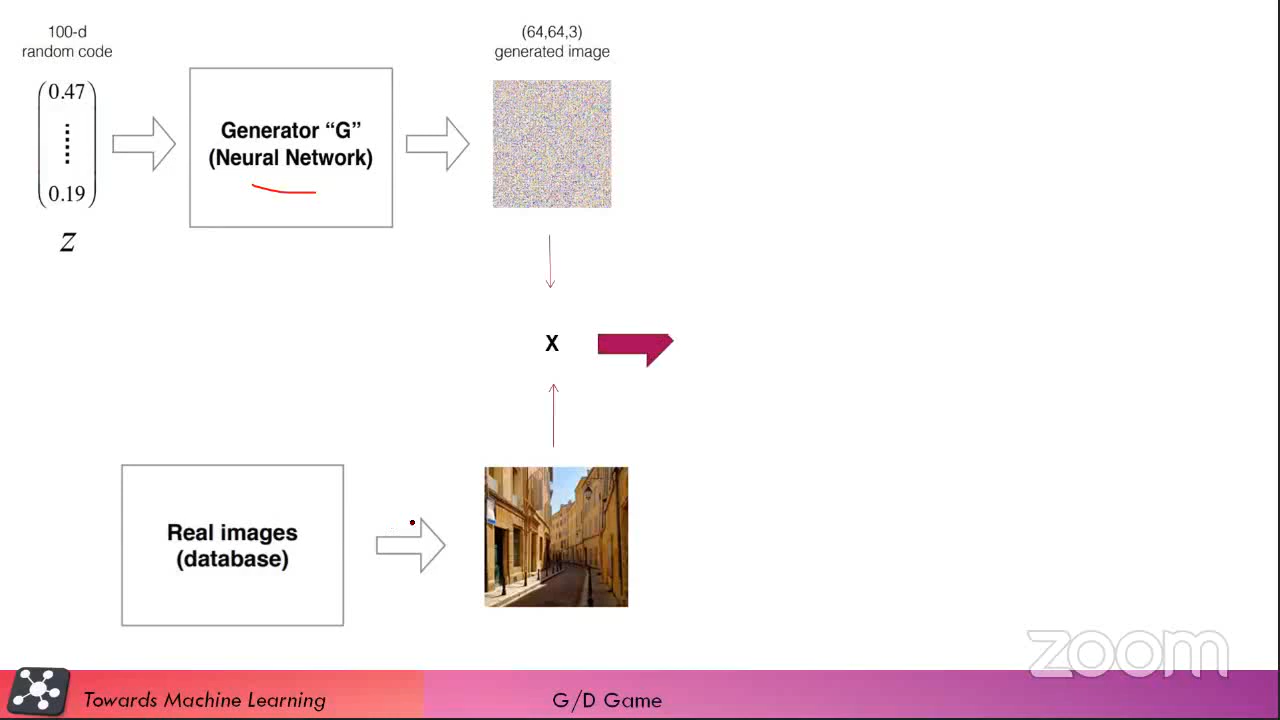 100-d
random code
(64,64,3)
generated image
0.47
0.19
z
Generator “G”
(Neural Network)
X
Real images
(database)
zoom
Towards Machine Learning
G/D Game